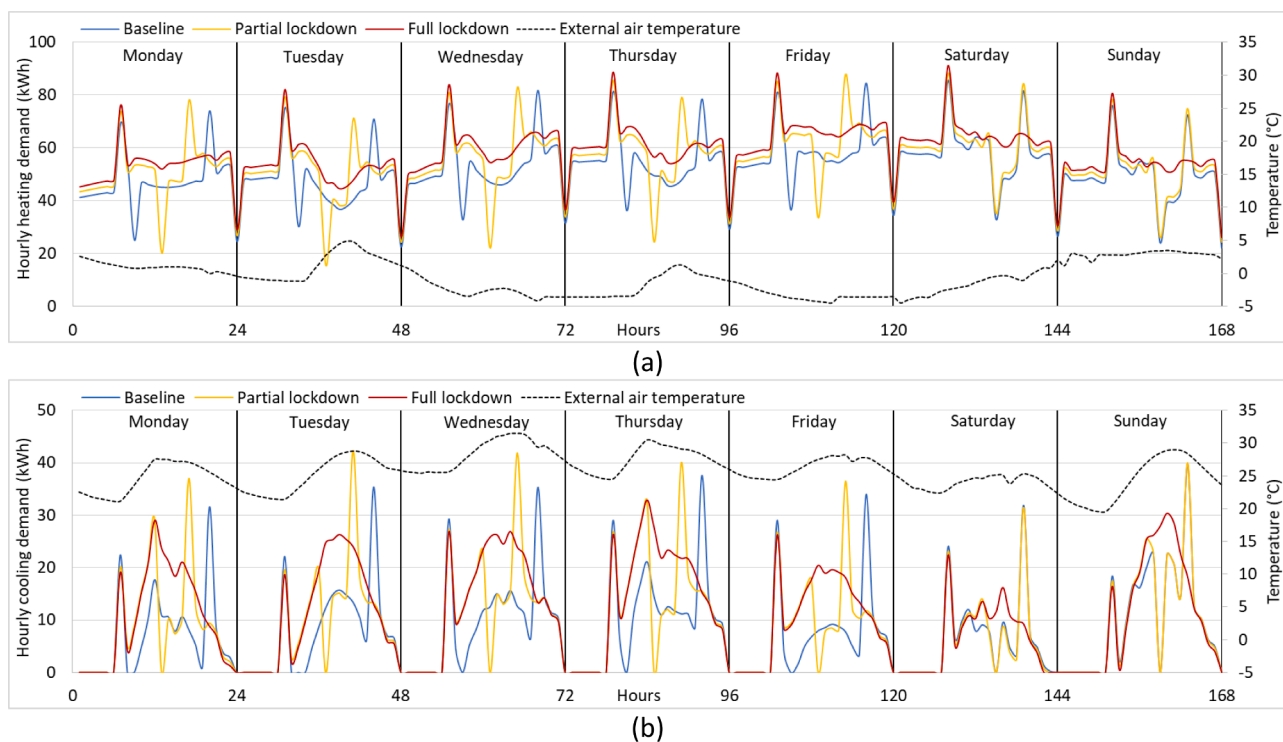 Baseline Partial lockdown Full lockdown External air temperature
Monday Tuesday Wednesday Thursday Friday Saturday Sunday
Hourly heating demand (kWh)
100
80
60
40
20
0
35
30
25
20
15
10
5
0
-5
Temperature (°C)
0 24 48 72 Hours 96 120 144 168
(a)
Baseline Partial lockdown Full lockdown External air temperature
Monday Tuesday Wednesday Thursday Friday Saturday Sunday
Hourly cooling demand (kWh)
50
40
30
20
10
0
35
30
25
20
15
10
5
0
-5
Temperature (°C)
0 24 48 72 Hours 96 120 144 168
(b)